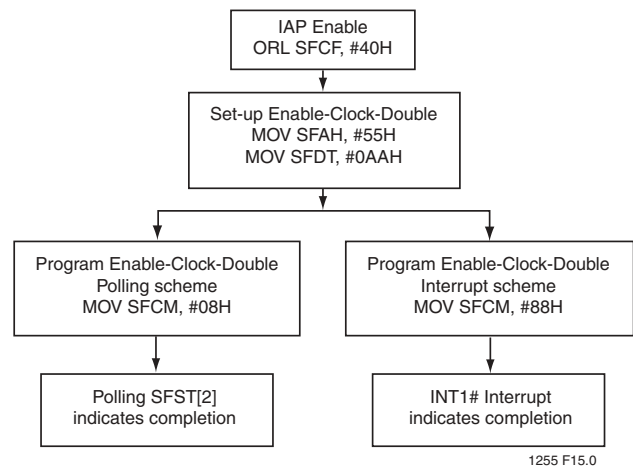 IAP Enable
ORL SFCF, #40H
Set-up Enable-Clock-Double
MOV SFAH, #55H
MOV SFDT, #0AAH
Program Enable-Clock-Double
Polling scheme
MOV SFCM, #08H
Program Enable-Clock-Double
Interrupt scheme
MOV SFCM, #88H
Polling SFST[2]
indicates completion
INT1# Interrupt
indicates completion
1255 F15.0